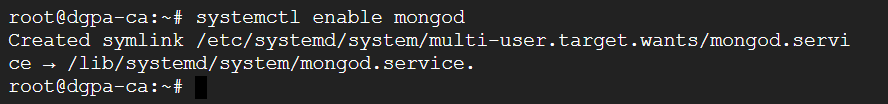 root@dgpa-ca:~# systemctl enable mongod
Created symlink /etc/systemd/system/multi-user.target.wants/mongod.servi
ce → /lib/systemd/system/mongod.service.
root@dgpa-ca:~#